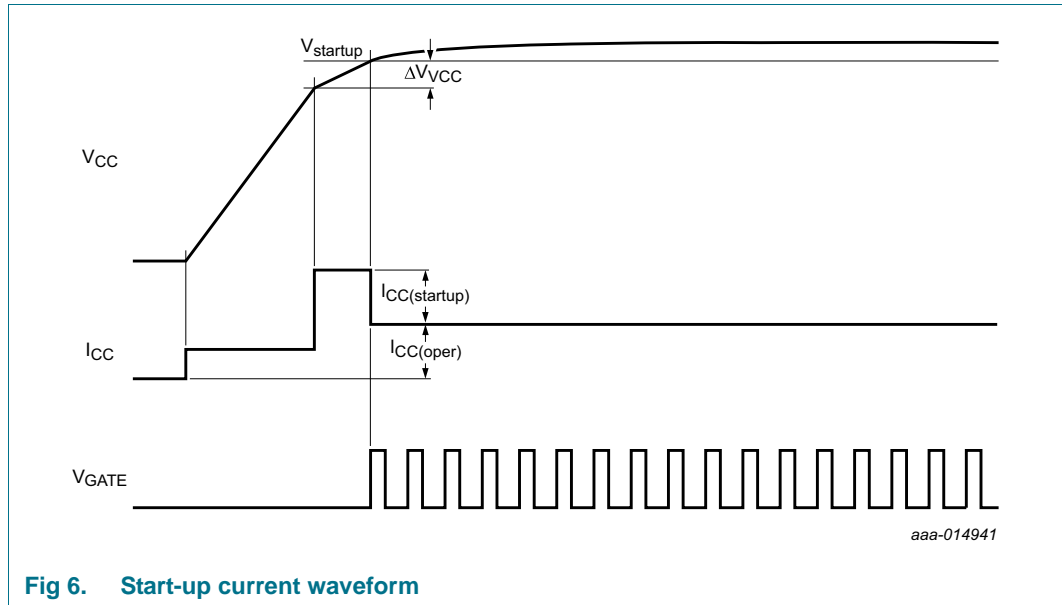 Vstartup
ΔVVCC
VCC
ICC(startup)
ICC
ICC(oper)
VGATE
aaa-014941
Fig 6. Start-up current waveform